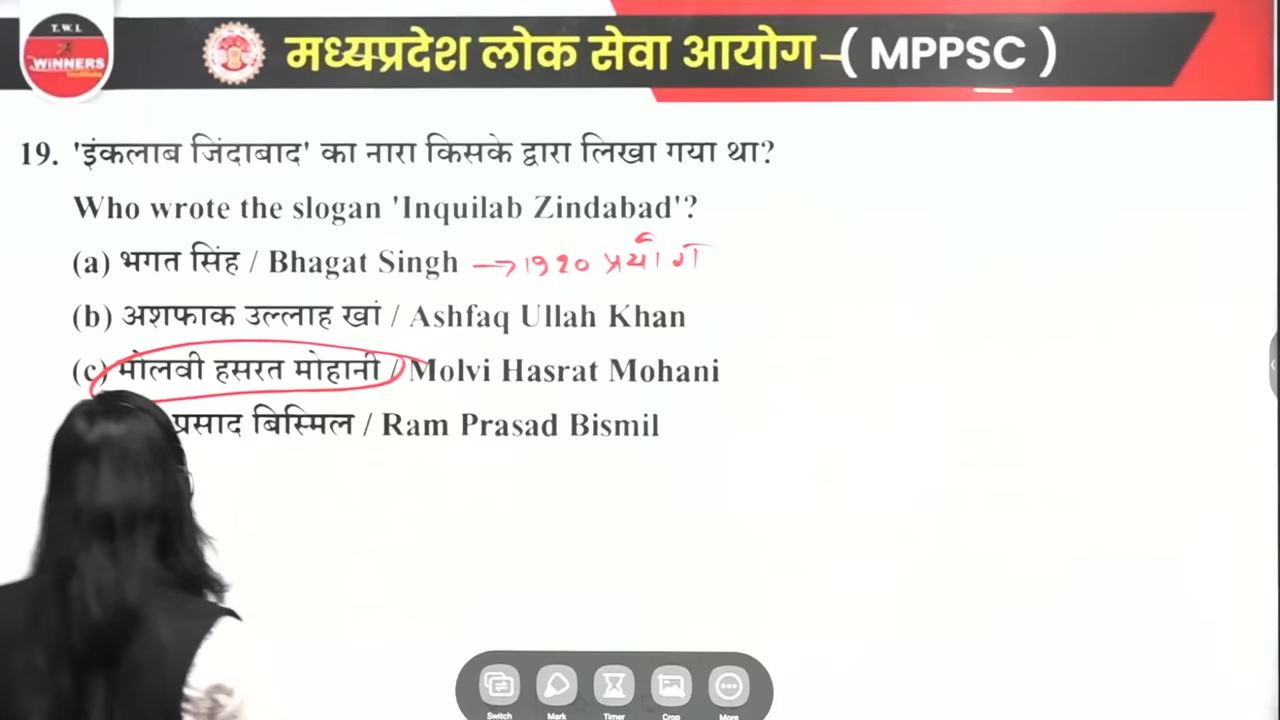 T.W.I.
WiNNERS
मध्यप्रदेश लोक सेवा आयोग-( MPPSC )
19. 'इंकलाब जिंदाबाद' का नारा किसके द्वारा लिखा गया था?
Who wrote the slogan 'Inquilab Zindabad'?
(a) भगत सिंह / Bhagat Singh → 1920 प्रयोग
(b) अशफाक उल्लाह खां / Ashfaq Ullah Khan
(c) मोलवी हसरत मोहानी / Molvi Hasrat Mohani
प्रसाद बिस्मिल / Ram Prasad Bismil
Switch Mark Timer Crop More